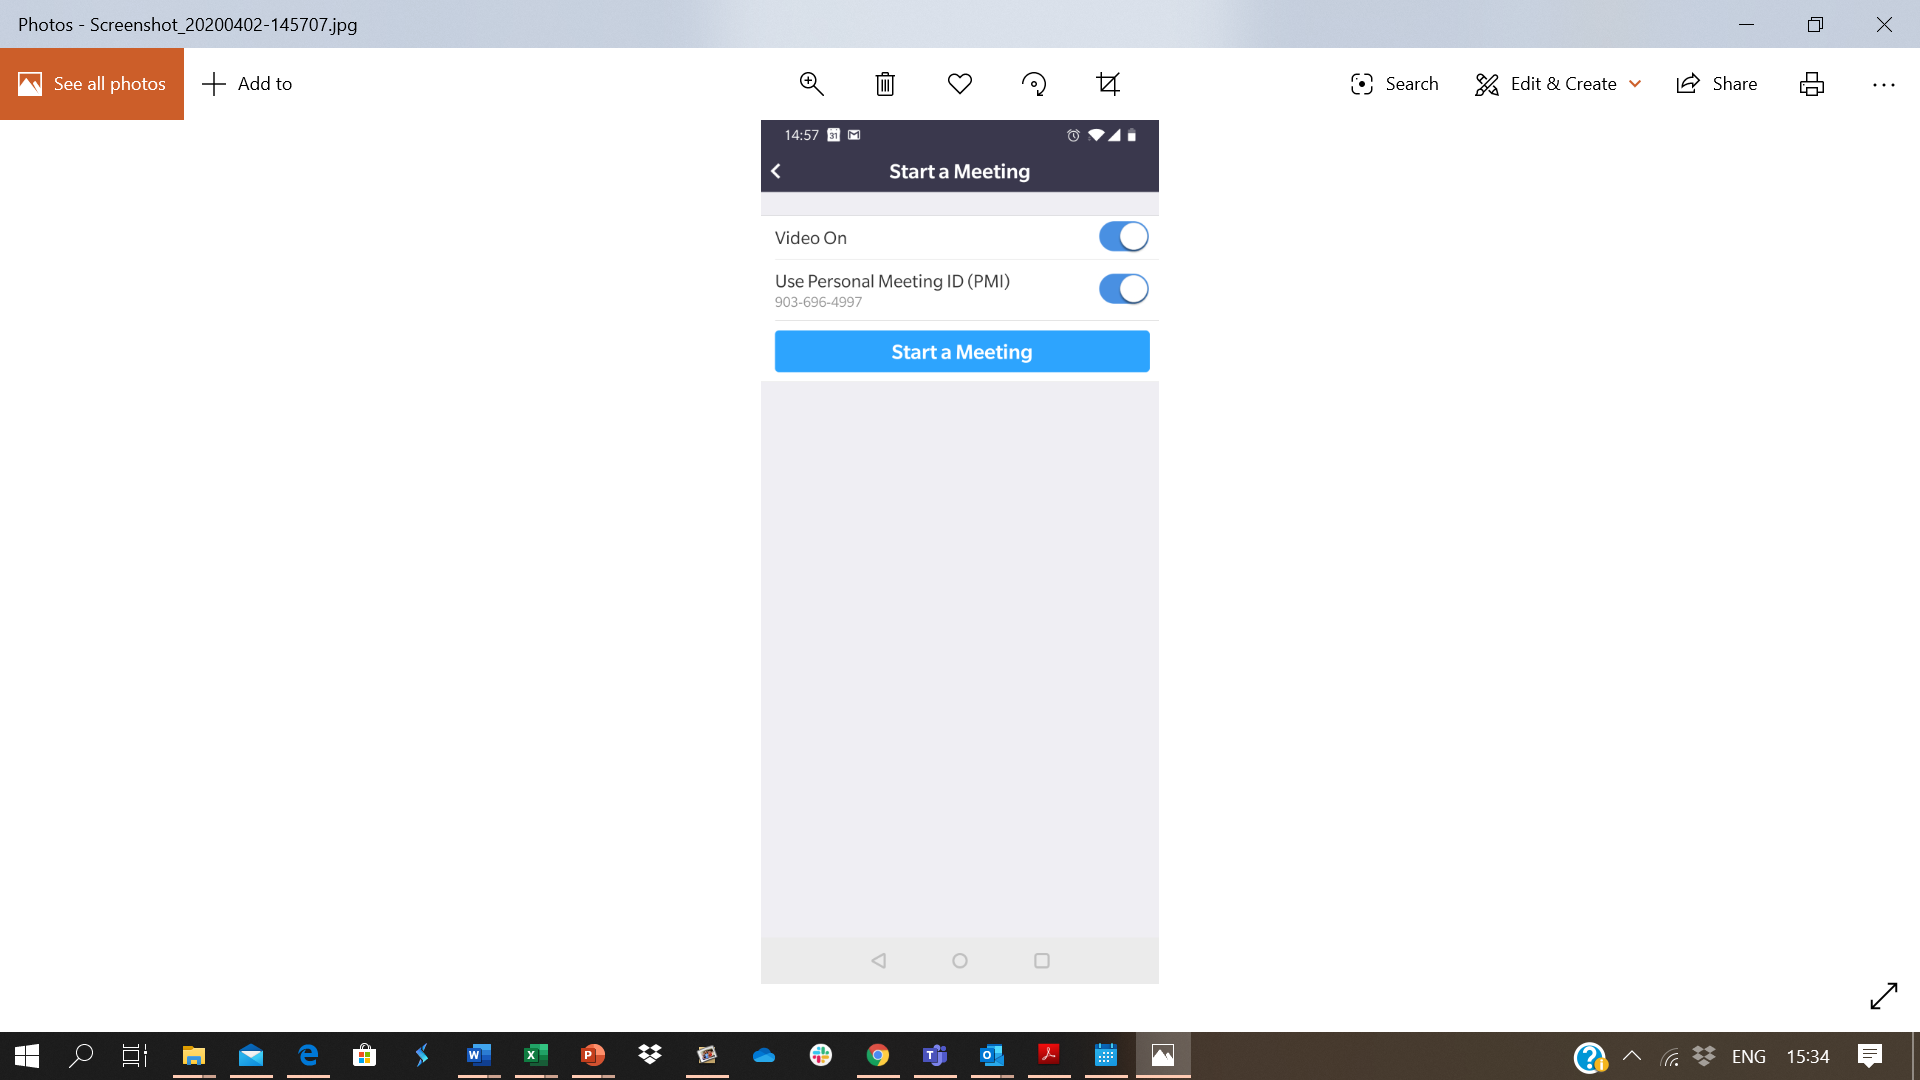 Photos - Screenshot_20200402-145707.jpg
See all photos
Add to
Search
Edit & Create
Share
14:57
31
Start a Meeting
Video On
Use Personal Meeting ID (PMI)
903-696-4997
Start a Meeting
ENG
15:34